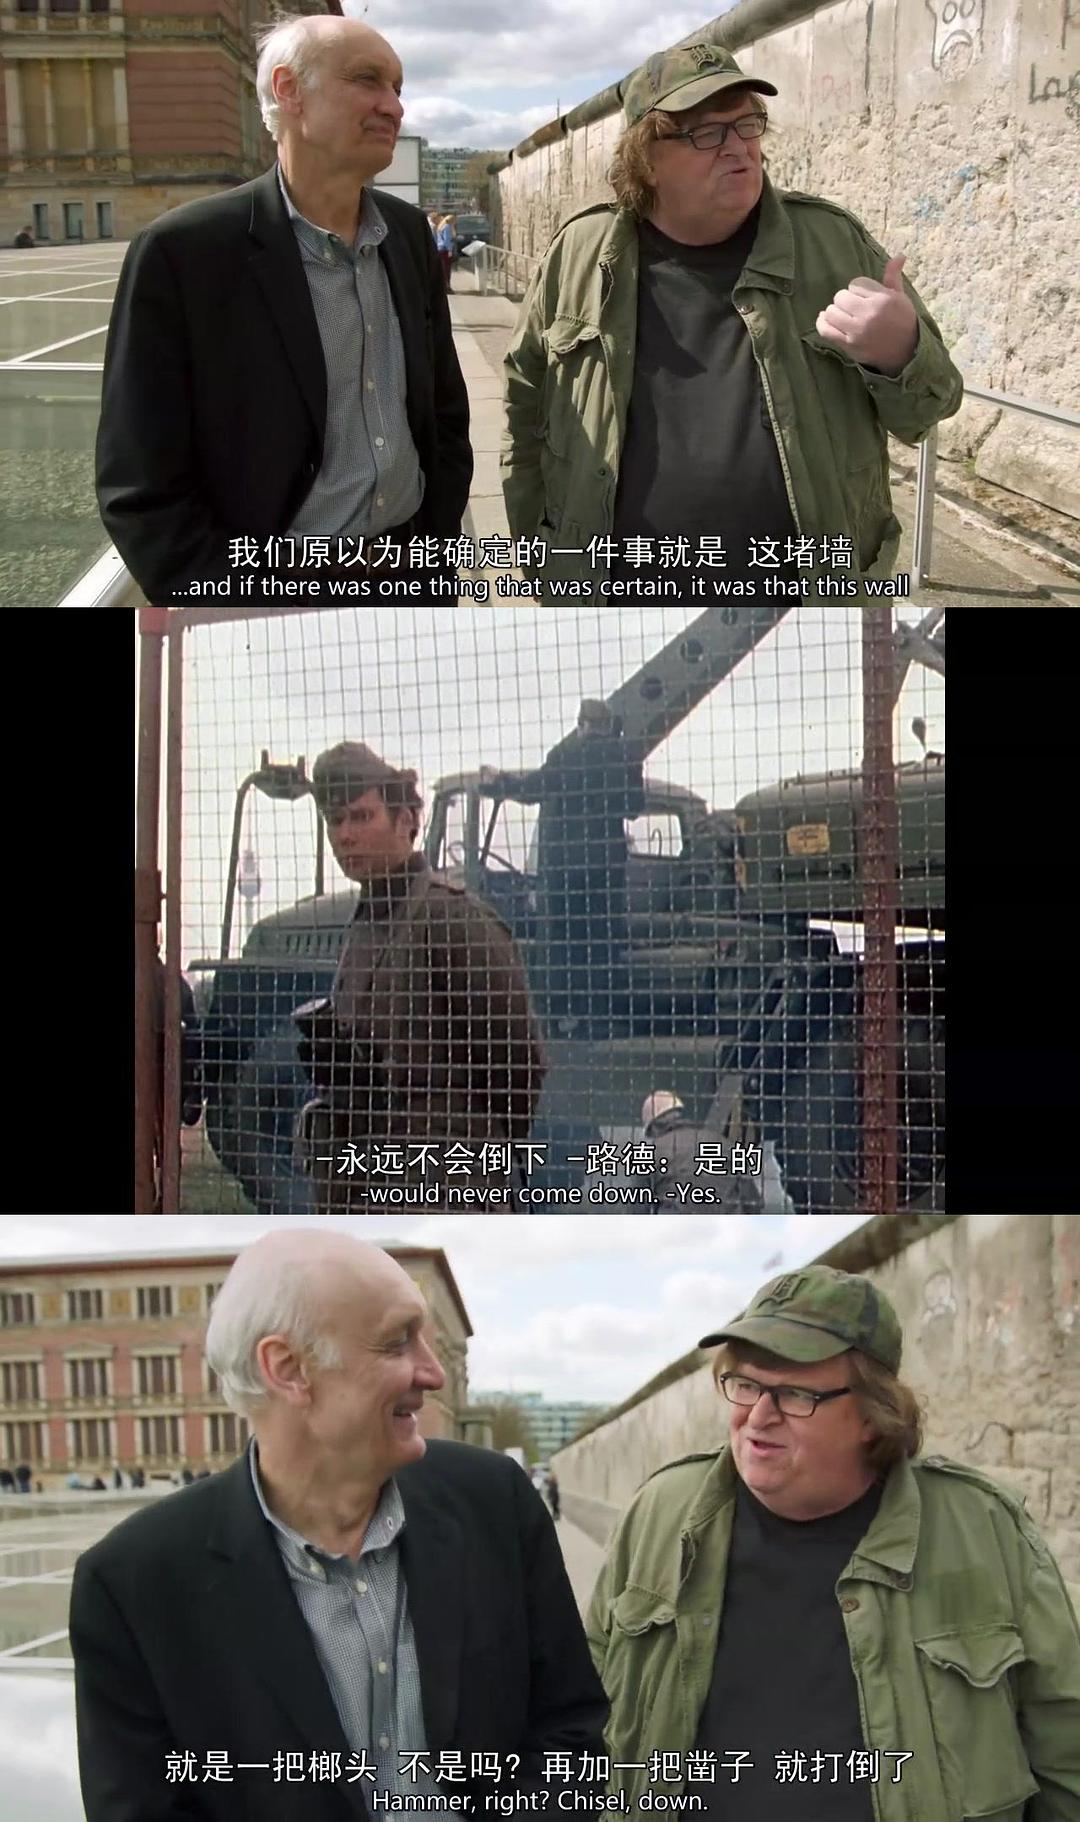 我们原以为能确定的一件事就是 这堵墙
...and if there was one thing that was certain, it was that this wall
-永远不会倒下 -路德：是的
-would never come down. -Yes.
就是一把榔头 不是吗？再加一把凿子 就打倒了
Hammer, right? Chisel, down.